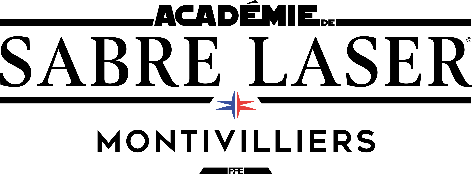 ACADÉMIE DE
SABRE LASER
MONTIVILLIERS
FFE